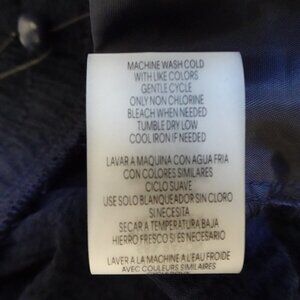 MACHINE WASH COLD
WITH LIKE COLORS
GENTLE CYCLE
ONLY NON CHLORINE
BLEACH WHEN NEEDED
TUMBLE DRY LOW
COOL IRON IF NEEDED
LAVAR A MAQUINA CON AGUA FRIA
CON COLORES SIMILARES
CICLO SUAVE
USE SOLO BLANQUEADOR SIN CLORO
SI NECSITA
SECAR A TEMPERATURA BAJA
HIERRO FRESCO SI ES NECESARIO
LAVER A LA MACHINE A L'EAU FROIDE
AVEC COULEURS SIMILAIRES